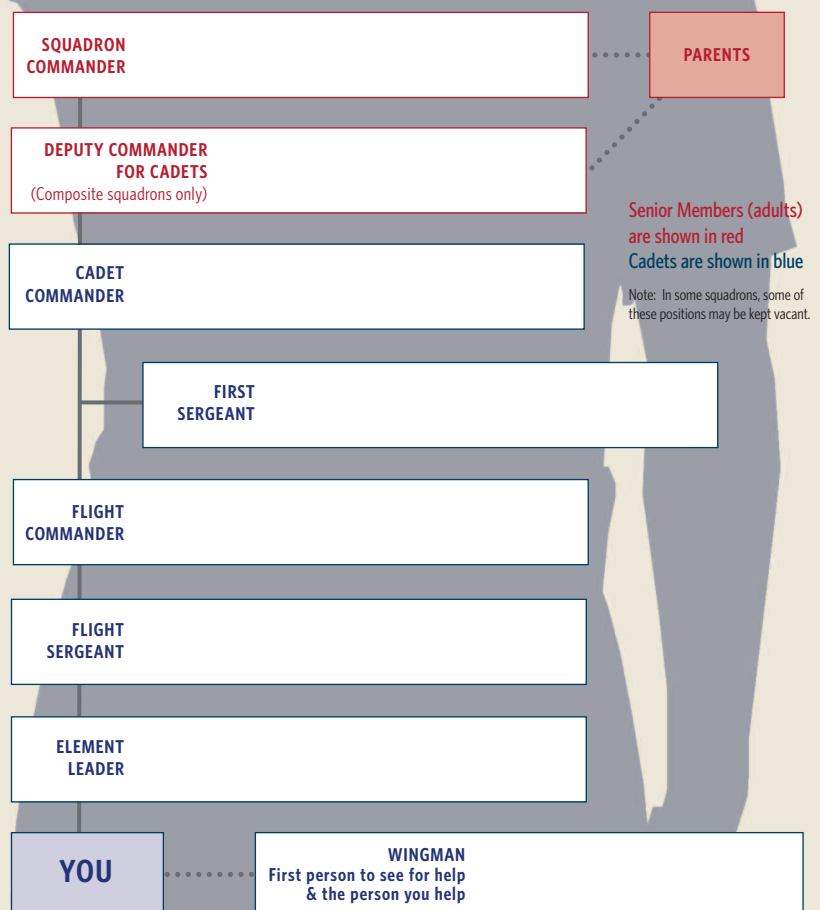 SQUADRON
COMMANDER
PARENTS
DEPUTY COMMANDER
FOR CADETS
(Composite squadrons only)
Senior Members (adults)
are shown in red
Cadets are shown in blue
Note: In some squadrons, some of
these positions may be kept vacant.
CADET
COMMANDER
FIRST
SERGEANT
FLIGHT
COMMANDER
FLIGHT
SERGEANT
ELEMENT
LEADER
YOU
WINGMAN
First person to see for help
& the person you help